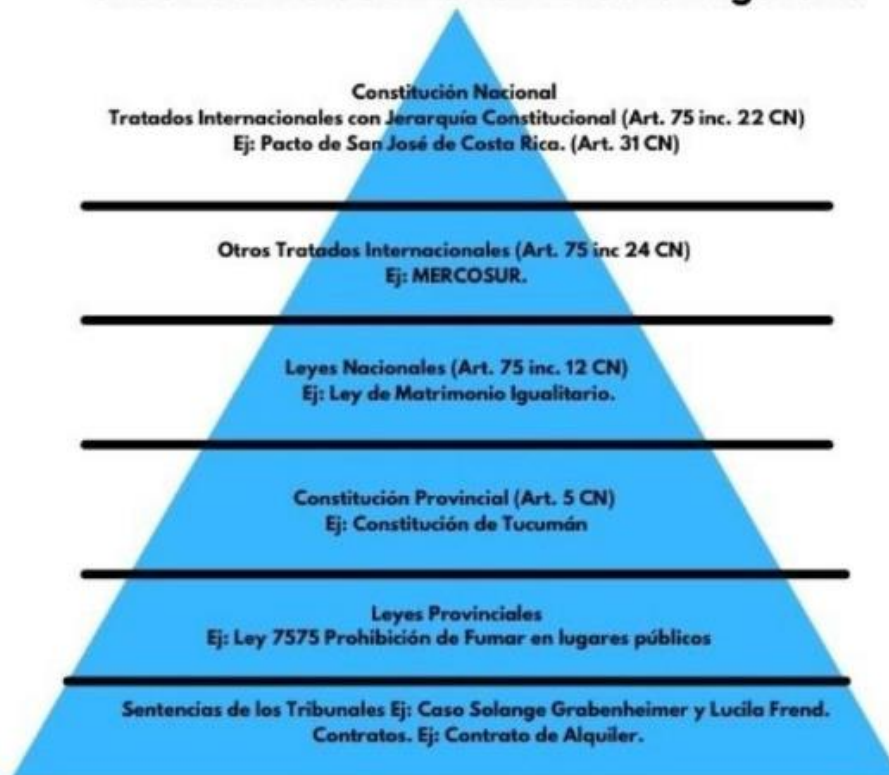 Constitución Nacional
Tratados Internacionales con Jerarquía Constitucional (Art. 75 inc. 22 CN)
Ej: Pacto de San José de Costa Rica. (Art. 31 CN)
Otros Tratados Internacionales (Art. 75 inc 24 CN)
Ej: MERCOSUR.
Leyes Nacionales (Art. 75 inc. 12 CN)
Ej: Ley de Matrimonio Igualitario.
Constitución Provincial (Art. 5 CN)
Ej: Constitución de Tucumán
Leyes Provinciales
Ej: Ley 7575 Prohibición de Fumar en lugares públicos
Sentencias de los Tribunales Ej: Caso Solange Grabenheimer y Lucila Frend.
Contratos. Ej: Contrato de Alquiler.